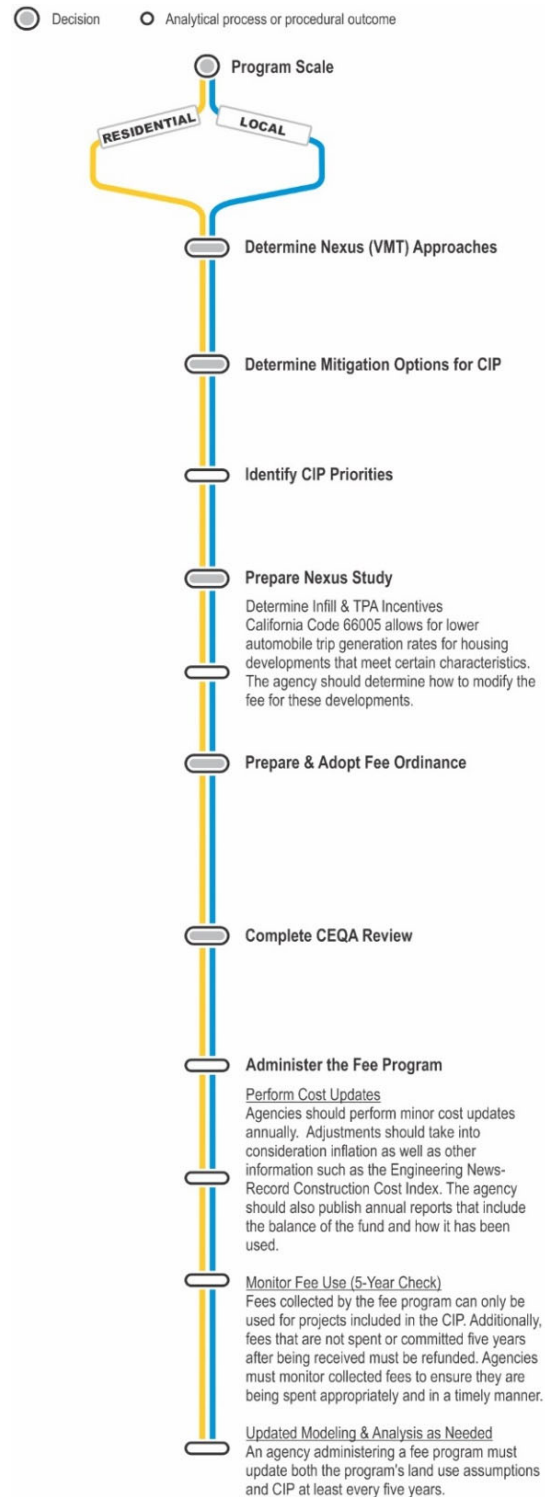 Decision
Analytical process or procedural outcome
Program Scale
RESIDENTIAL
LOCAL
Determine Nexus (VMT) Approaches
Determine Mitigation Options for CIP
Identify CIP Priorities
Prepare Nexus Study
Determine Infill & TPA Incentives
California Code 66005 allows for lower
automobile trip generation rates for housing
developments that meet certain characteristics.
The agency should determine how to modify the
fee for these developments.
Prepare & Adopt Fee Ordinance
Complete CEQA Review
Administer the Fee Program
Perform Cost Updates
Agencies should perform minor cost updates
annually.  Adjustments should take into
consideration inflation as well as other
information such as the Engineering News-
Record Construction Cost Index. The agency
should also publish annual reports that include
the balance of the fund and how it has been
used.
Monitor Fee Use (5-Year Check)
Fees collected by the fee program can only be
used for projects included in the CIP. Additionally,
fees that are not spent or committed five years
after being received must be refunded. Agencies
must monitor collected fees to ensure they are
being spent appropriately and in a timely manner.
Updated Modeling & Analysis as Needed
An agency administering a fee program must
update both the program's land use assumptions
and CIP at least every five years.